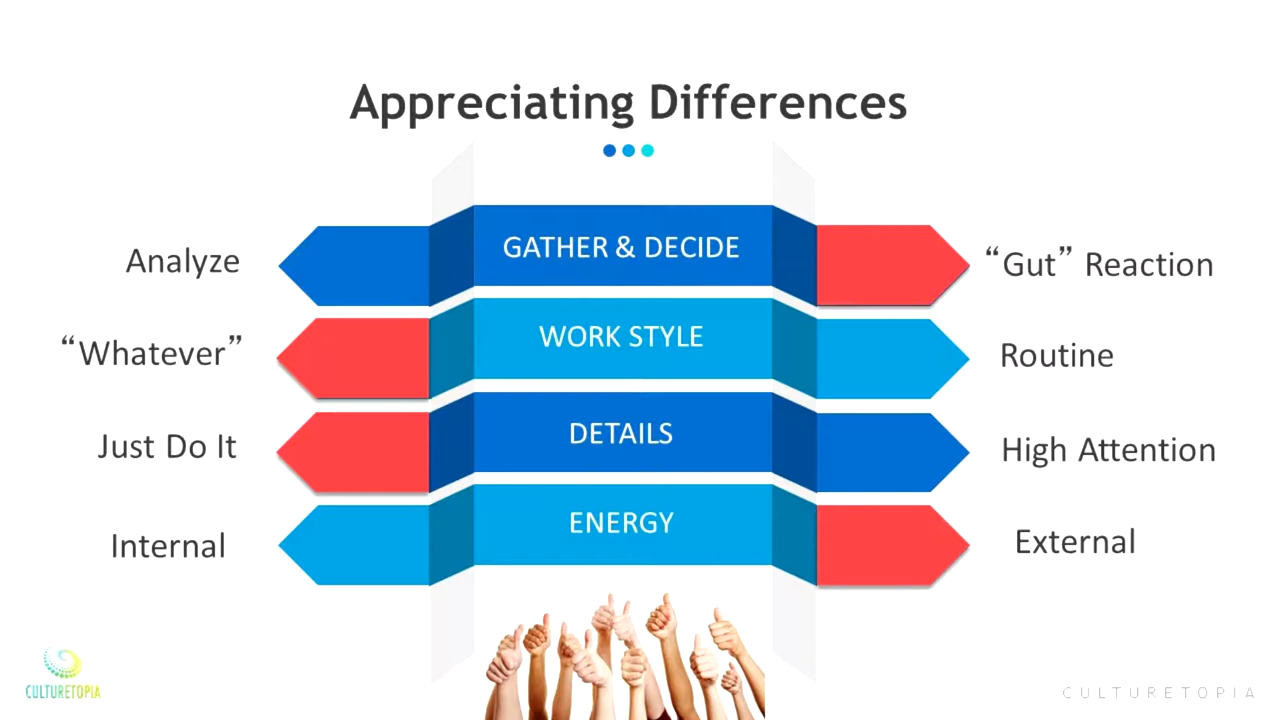 Appreciating Differences
Analyze
GATHER & DECIDE
“Gut” Reaction
“Whatever”
WORK STYLE
Routine
Just Do It
DETAILS
High Attention
Internal
ENERGY
External
CULTURETOPIA
CULTURETOPIA